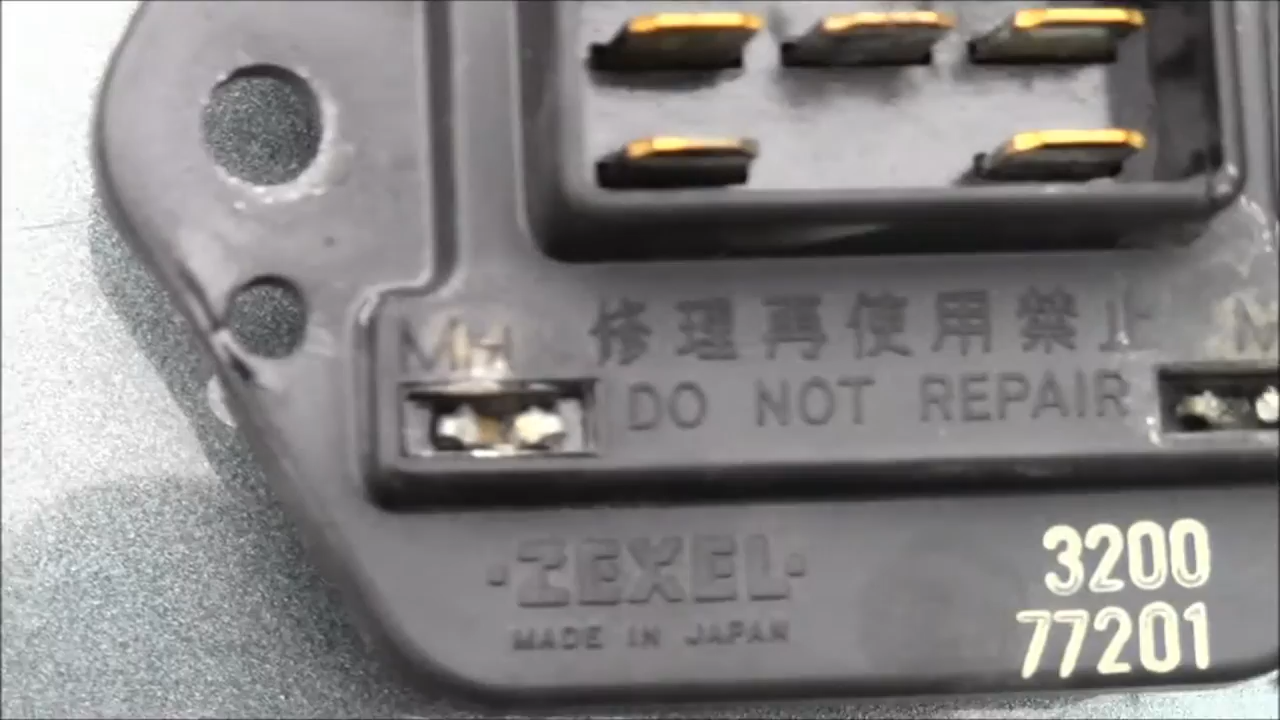 MH
修理再使用禁止
M
DO NOT REPAIR
·ZEXEL·
MADE IN JAPAN
3200
77201